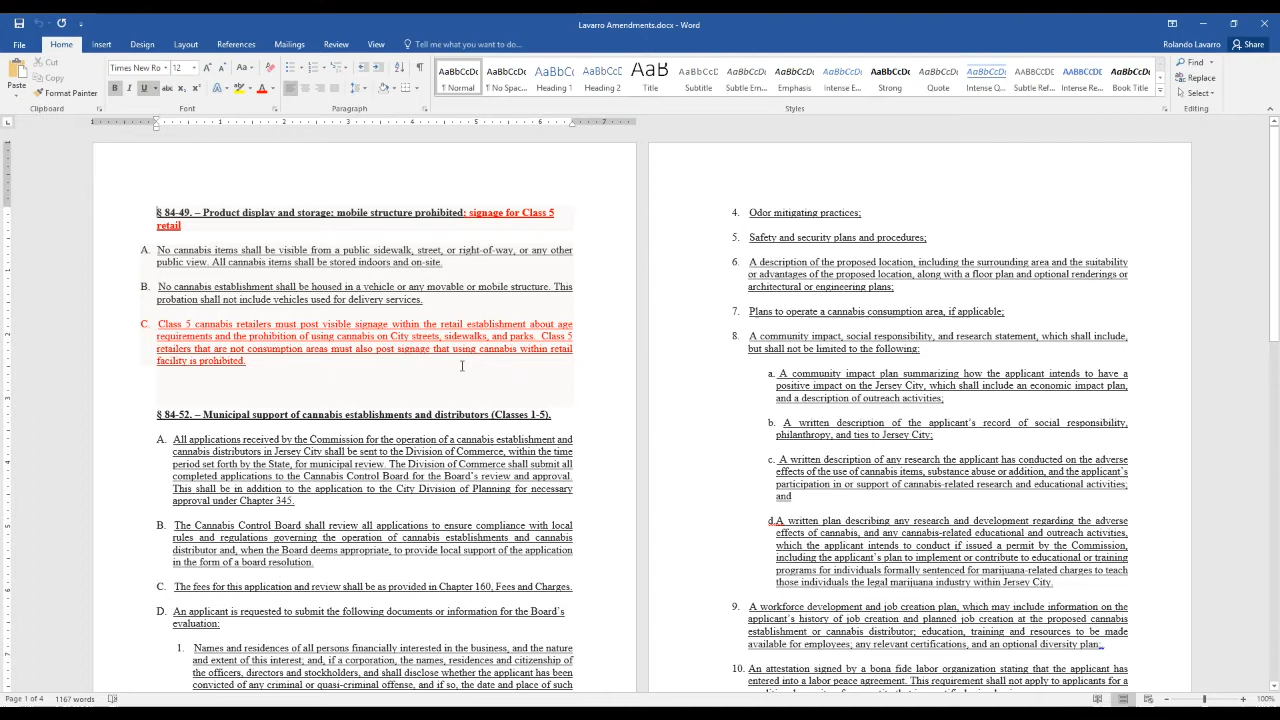 Lavarro Amendments.docx - Word
File Home Insert Design Layout References Mailings Review View Tell me what you want to do... Rolando Lavarro Share
Cut
Copy
Format Painter
Paste
Times New Ro 12
AaBbCcDc AaBbCcDc AaBbCc AaBbCcC AaB AaBbCcC AaBbCcDc AaBbCcDc AaBbCcDc AaBbCcDc AaBbCcDc AaBbCcDc AaBbCcDc AaBbCcDc AaBbCcDc
¶ Normal ¶ No Spac... Heading 1 Heading 2 Title Subtitle Subtle Em... Emphasis Intense E... Strong Quote Intense Q... Subtle Ref... Intense Re... Book Title
Find
Replace
Select
Clipboard Font Paragraph Styles Editing
§ 84-49. – Product display and storage; mobile structure prohibited; signage for Class 5
retail
A. No cannabis items shall be visible from a public sidewalk, street, or right-of-way, or any other
public view. All cannabis items shall be stored indoors and on-site.
B. No cannabis establishment shall be housed in a vehicle or any movable or mobile structure. This
probation shall not include vehicles used for delivery services.
C. Class 5 cannabis retailers must post visible signage within the retail establishment about age
requirements and the prohibition of using cannabis on City streets, sidewalks, and parks. Class 5
retailers that are not consumption areas must also post signage that using cannabis within retail
facility is prohibited.
§ 84-52. – Municipal support of cannabis establishments and distributors (Classes 1-5).
A. All applications received by the Commission for the operation of a cannabis establishment and
cannabis distributors in Jersey City shall be sent to the Division of Commerce, within the time
period set forth by the State, for municipal review. The Division of Commerce shall submit all
completed applications to the Cannabis Control Board for the Board's review and approval.
This shall be in addition to the application to the City Division of Planning for necessary
approval under Chapter 345.
B. The Cannabis Control Board shall review all applications to ensure compliance with local
rules and regulations governing the operation of cannabis establishments and cannabis
distributor and, when the Board deems appropriate, to provide local support of the application
in the form of a board resolution.
C. The fees for this application and review shall be as provided in Chapter 160, Fees and Charges.
D. An applicant is requested to submit the following documents or information for the Board's
evaluation:
1. Names and residences of all persons financially interested in the business, and the nature
and extent of this interest; and, if a corporation, the names, residences and citizenship of
the officers, directors and stockholders, and shall disclose whether the applicant has been
convicted of any criminal or quasi-criminal offense, and if so, the date and place of such
4. Odor mitigating practices;
5. Safety and security plans and procedures;
6. A description of the proposed location, including the surrounding area and the suitability
or advantages of the proposed location, along with a floor plan and optional renderings or
architectural or engineering plans;
7. Plans to operate a cannabis consumption area, if applicable;
8. A community impact, social responsibility, and research statement, which shall include,
but shall not be limited to the following:
a. A community impact plan summarizing how the applicant intends to have a
positive impact on the Jersey City, which shall include an economic impact plan,
and a description of outreach activities;
b. A written description of the applicant's record of social responsibility,
philanthropy, and ties to Jersey City;
c. A written description of any research the applicant has conducted on the adverse
effects of the use of cannabis items, substance abuse or addition, and the applicant's
participation in or support of cannabis-related research and educational activities;
and
d.A written plan describing any research and development regarding the adverse
effects of cannabis, and any cannabis-related educational and outreach activities,
which the applicant intends to conduct if issued a permit by the Commission,
including the applicant's plan to implement or contribute to educational or training
programs for individuals formally sentenced for marijuana-related charges to teach
those individuals the legal marijuana industry within Jersey City.
9. A workforce development and job creation plan, which may include information on the
applicant's history of job creation and planned job creation at the proposed cannabis
establishment or cannabis distributor; education, training and resources to be made
available for employees; any relevant certifications, and an optional diversity plan.
10. An attestation signed by a bona fide labor organization stating that the applicant has
entered into a labor peace agreement. This requirement shall not apply to applicants for a
Page 1 of 4 1167 words 100%